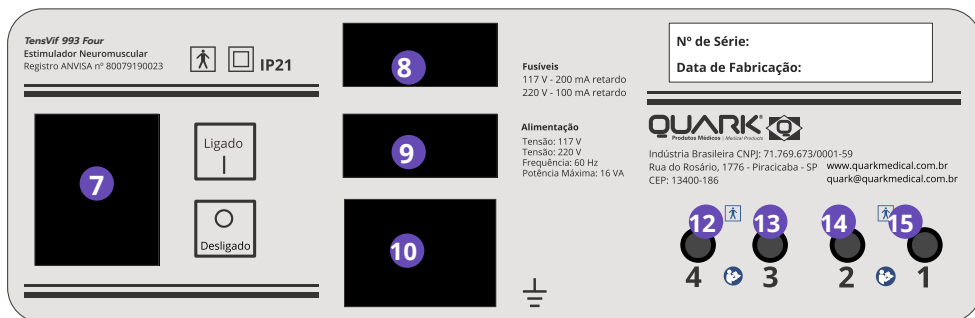 TensVif 993 Four
Estimulador Neuromuscular
Registro ANVISA nº 80079190023
IP21
7
Ligado
|
O
Desligado
8
9
10
Fusíveis
117 V - 200 mA retardo
220 V - 100 mA retardo
Alimentação
Tensão: 117 V
Tensão: 220 V
Frequência: 60 Hz
Potência Máxima: 16 VA
Nº de Série:
Data de Fabricação:
QUARK
Produtos Médicos | Medical Products
Indústria Brasileira CNPJ: 71.769.673/0001-59
Rua do Rosário, 1776 - Piracicaba - SP www.quarkmedical.com.br
CEP: 13400-186 quark@quarkmedical.com.br
12 13 14 15
4 3 2 1